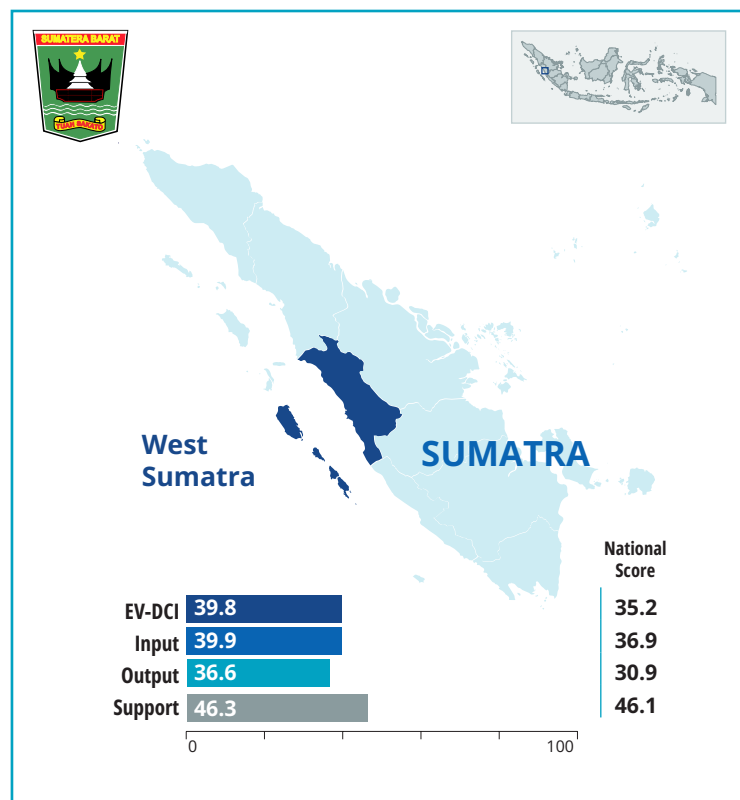 SUMATERA BARAT
TUAH SAKATO
West
Sumatra
SUMATRA
National
Score
EV-DCI 39.8 35.2
Input 39.9 36.9
Output 36.6 30.9
Support 46.3 46.1
0 100